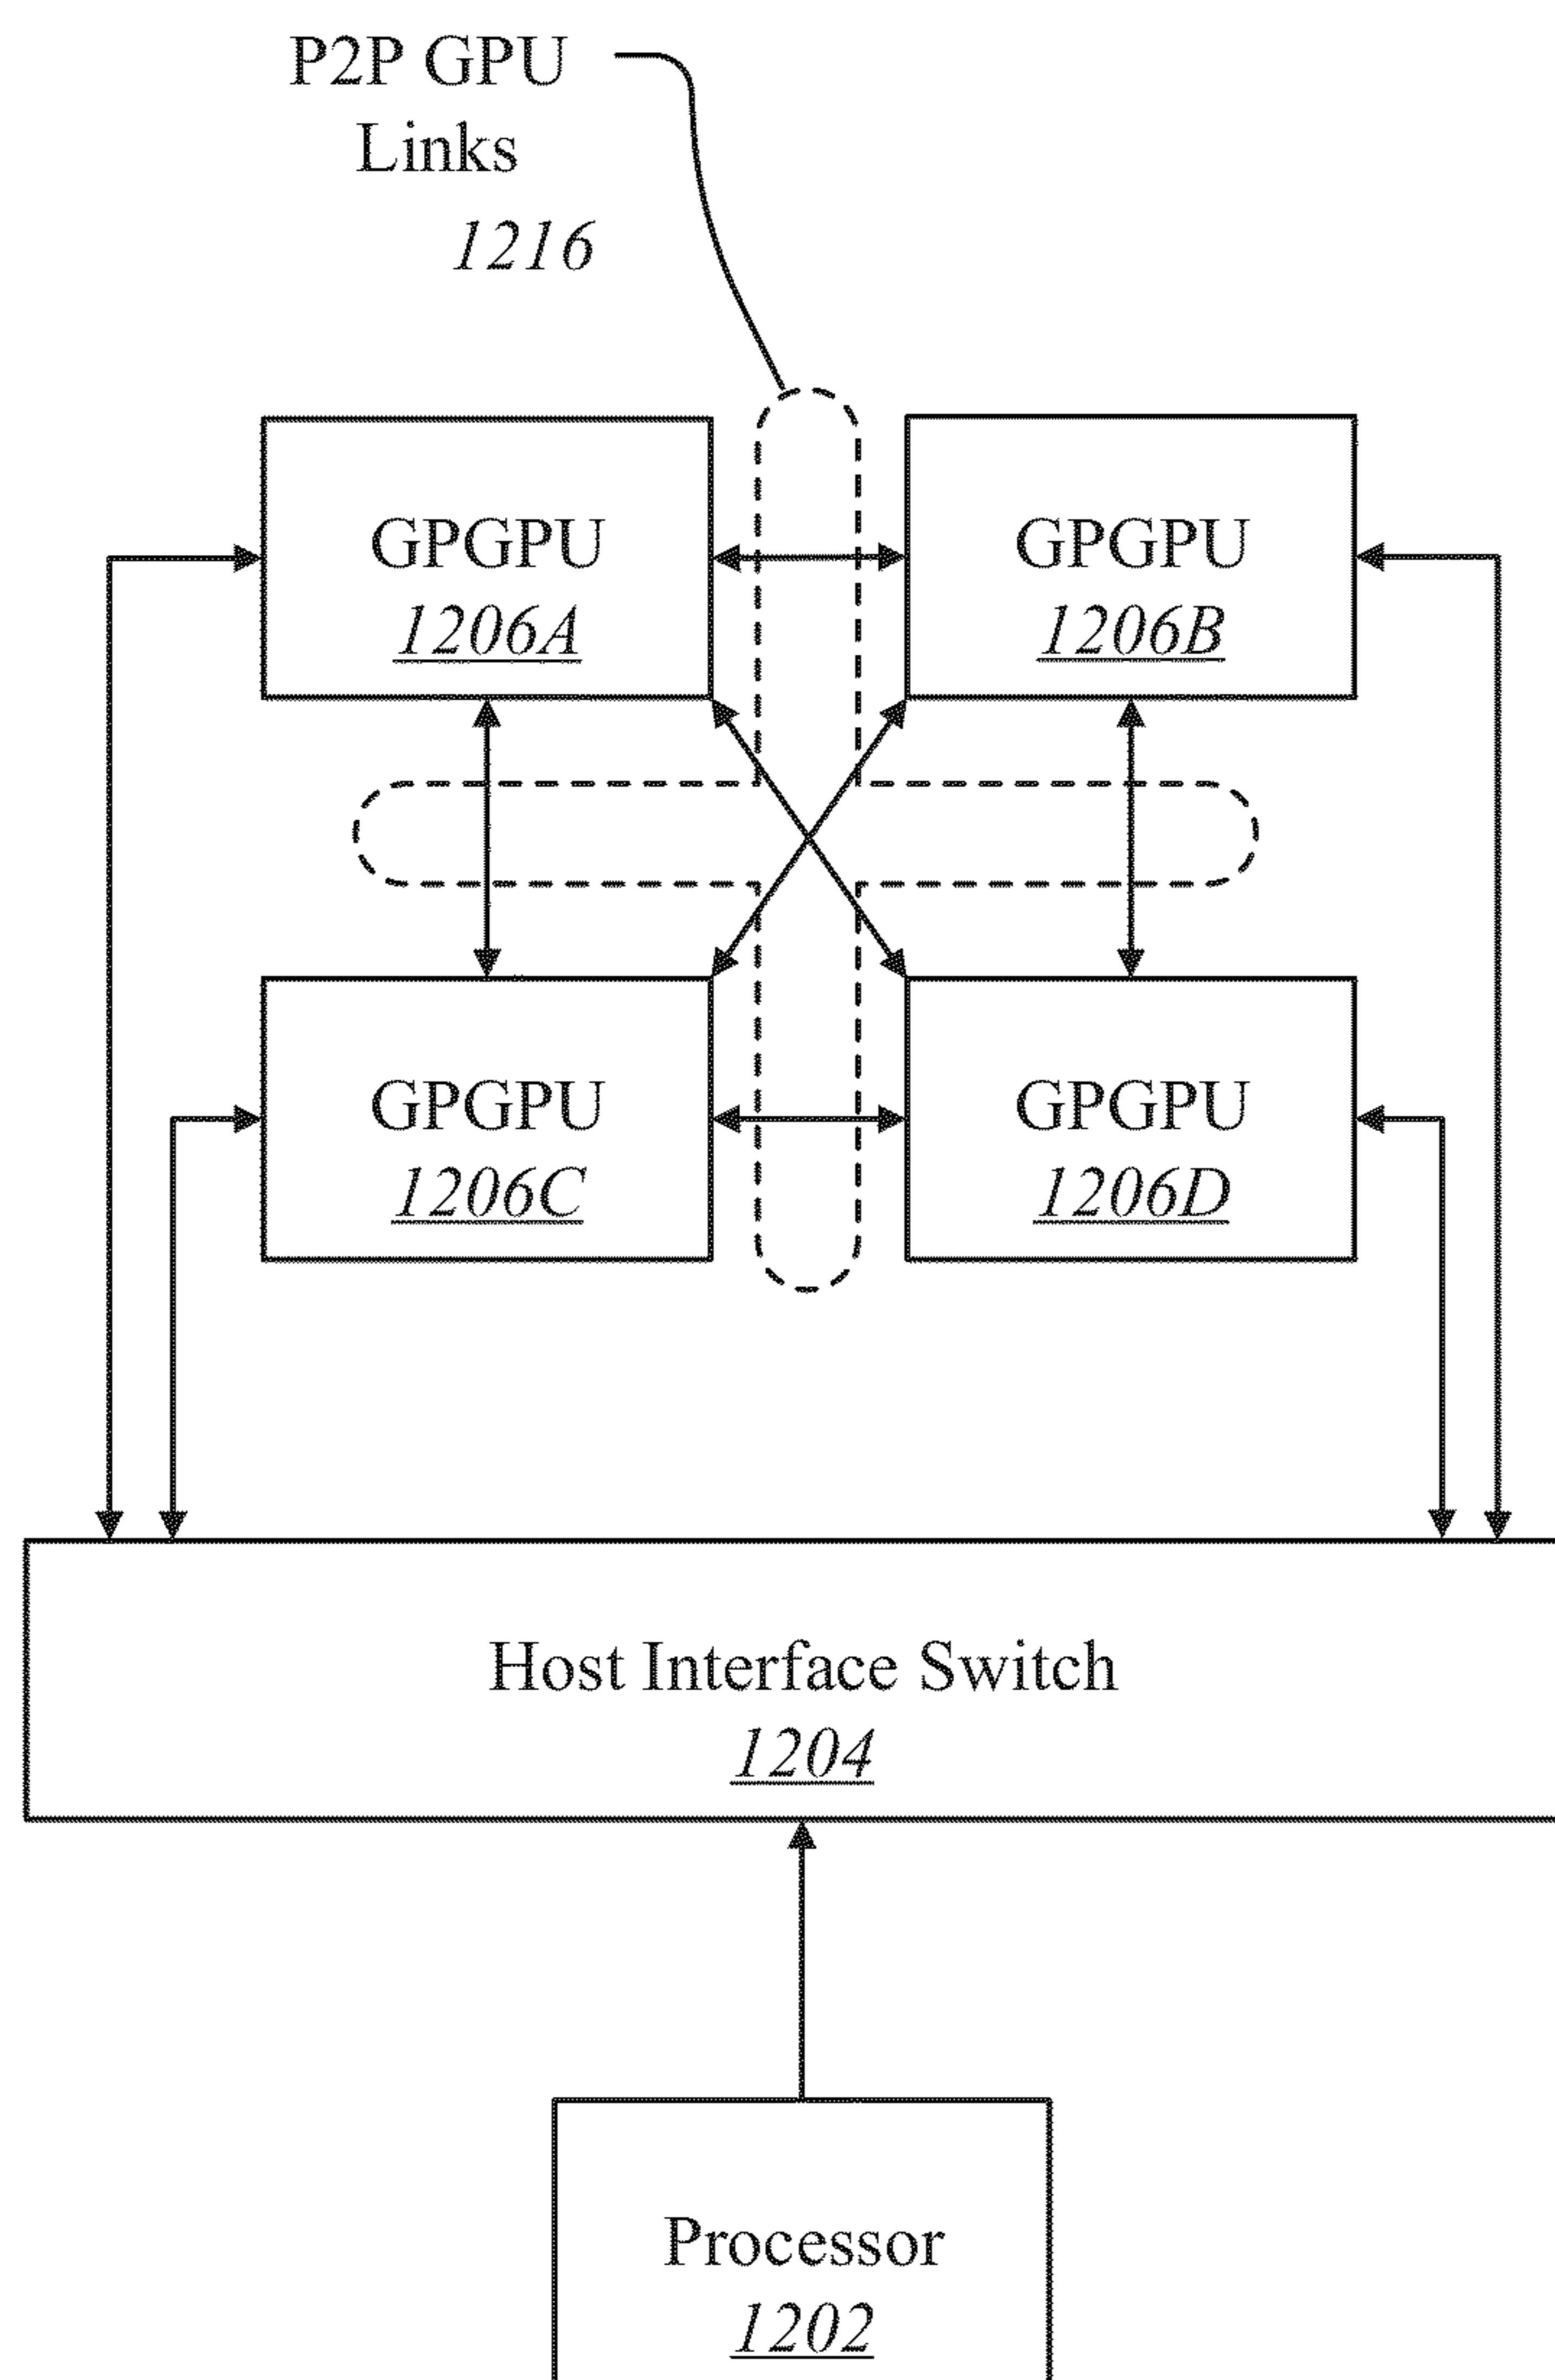 P2P GPU
Links
1216
GPGPU
1206A
GPGPU
1206B
GPGPU
1206C
GPGPU
1206D
Host Interface Switch
1204
Processor
1202